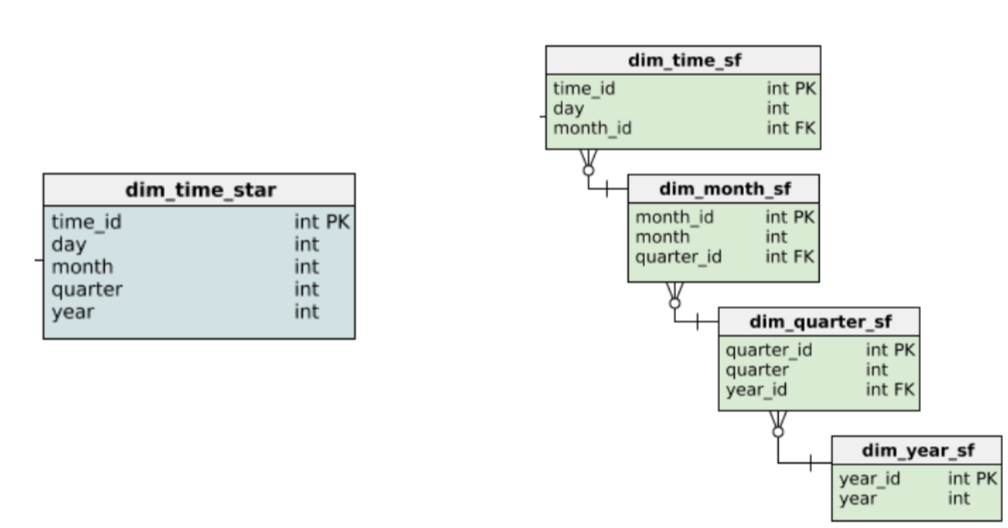 dim_time_star
time_id int PK
day int
month int
quarter int
year int
dim_time_sf
time_id int PK
day int
month_id int FK
dim_month_sf
month_id int PK
month int
quarter_id int FK
dim_quarter_sf
quarter_id int PK
quarter int
year_id int FK
dim_year_sf
year_id int PK
year int